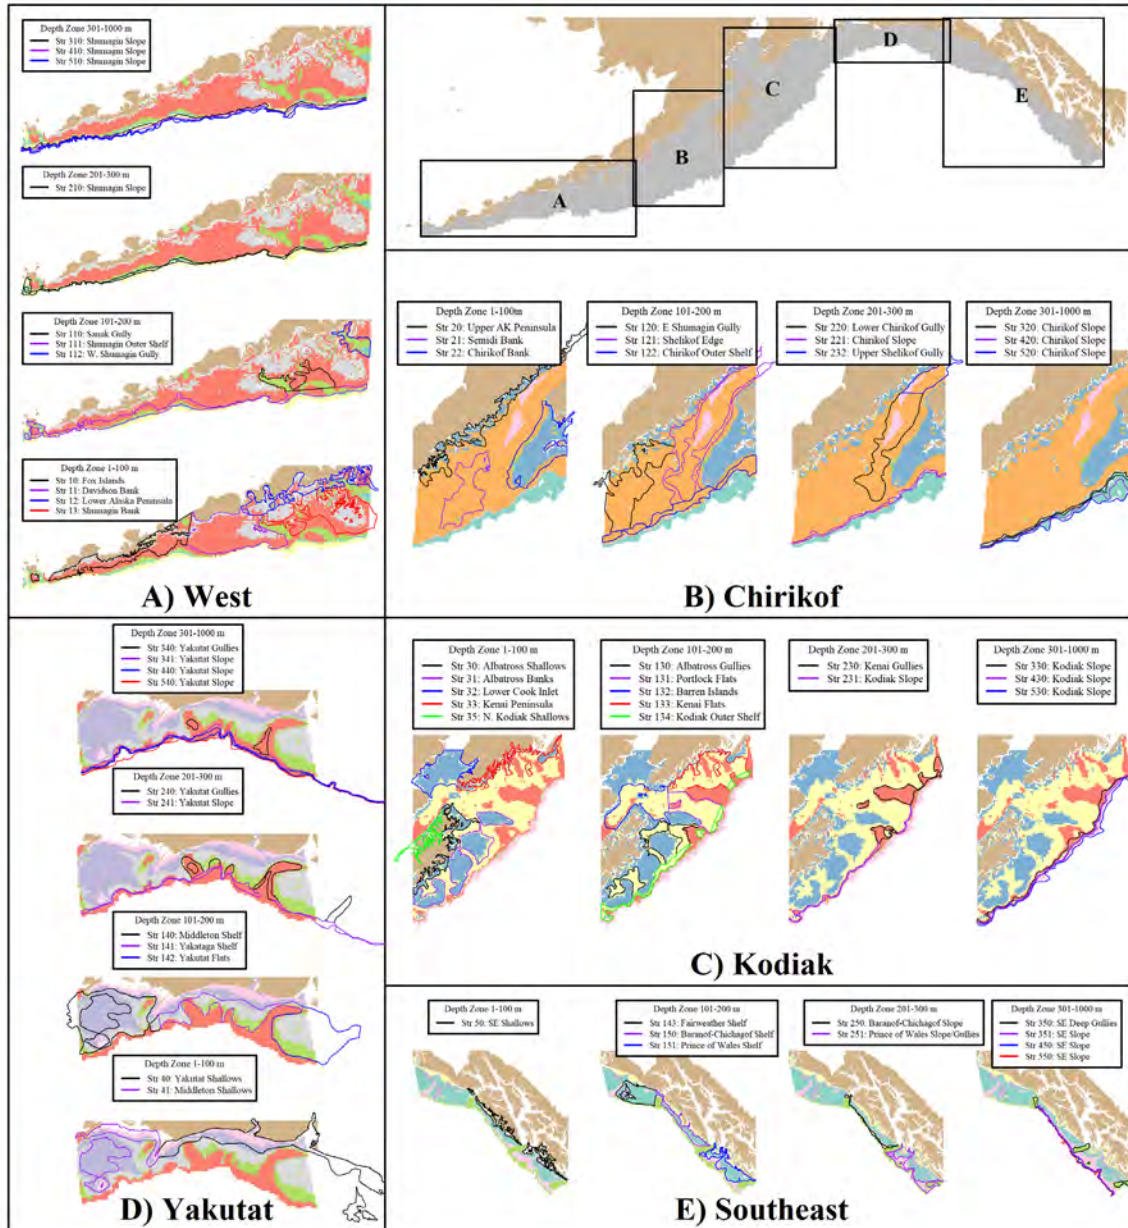 Depth Zone 301-1000 m
Str 310: Shumagin Slope
Str 410: Shumagin Slope
Str 510: Shumagin Slope
Depth Zone 201-300 m
Str 210: Shumagin Slope
Depth Zone 101-200 m
Str 110: Sanak Gully
Str 111: Shumagin Outer Shelf
Str 112: W. Shumagin Gully
Depth Zone 1-100 m
Str 10: Fox Islands
Str 11: Davidson Bank
Str 12: Lower Alaska Peninsula
Str 13: Shumagin Bank
A) West
A
B
C
D
E
Depth Zone 1-100m
Str 20: Upper AK Peninsula
Str 21: Semidi Bank
Str 22: Chirikof Bank
Depth Zone 101-200 m
Str 120: E Shumagin Gully
Str 121: Shelikof Edge
Str 122: Chirikof Outer Shelf
Depth Zone 201-300 m
Str 220: Lower Chirikof Gully
Str 221: Chirikof Slope
Str 232: Upper Shelikof Gully
Depth Zone 301-1000 m
Str 320: Chirikof Slope
Str 420: Chirikof Slope
Str 520: Chirikof Slope
B) Chirikof
Depth Zone 301-1000 m
Str 340: Yakutat Gullies
Str 341: Yakutat Slope
Str 440: Yakutat Slope
Str 540: Yakutat Slope
Depth Zone 201-300 m
Str 240: Yakutat Gullies
Str 241: Yakutat Slope
Depth Zone 101-200 m
Str 140: Middleton Shelf
Str 141: Yakataga Shelf
Str 142: Yakutat Flats
Depth Zone 1-100 m
Str 40: Yakutat Shallows
Str 41: Middleton Shallows
D) Yakutat
Depth Zone 1-100 m
Str 30: Albatross Shallows
Str 31: Albatross Banks
Str 32: Lower Cook Inlet
Str 33: Kenai Peninsula
Str 35: N. Kodiak Shallows
Depth Zone 101-200 m
Str 130: Albatross Gullies
Str 131: Portlock Flats
Str 132: Barren Islands
Str 133: Kenai Flats
Str 134: Kodiak Outer Shelf
Depth Zone 201-300 m
Str 230: Kenai Gullies
Str 231: Kodiak Slope
Depth Zone 301-1000 m
Str 330: Kodiak Slope
Str 430: Kodiak Slope
Str 530: Kodiak Slope
C) Kodiak
Depth Zone 1-100 m
Str 50: SE Shallows
Depth Zone 101-200 m
Str 143: Fairweather Shelf
Str 150: Baranof-Chichagof Shelf
Str 151: Prince of Wales Shelf
Depth Zone 201-300 m
Str 250: Baranof-Chichagof Slope
Str 251: Prince of Wales Slope/Gullies
Depth Zone 301-1000 m
Str 350: SE Deep Gullies
Str 351: SE Slope
Str 450: SE Slope
Str 550: SE Slope
E) Southeast